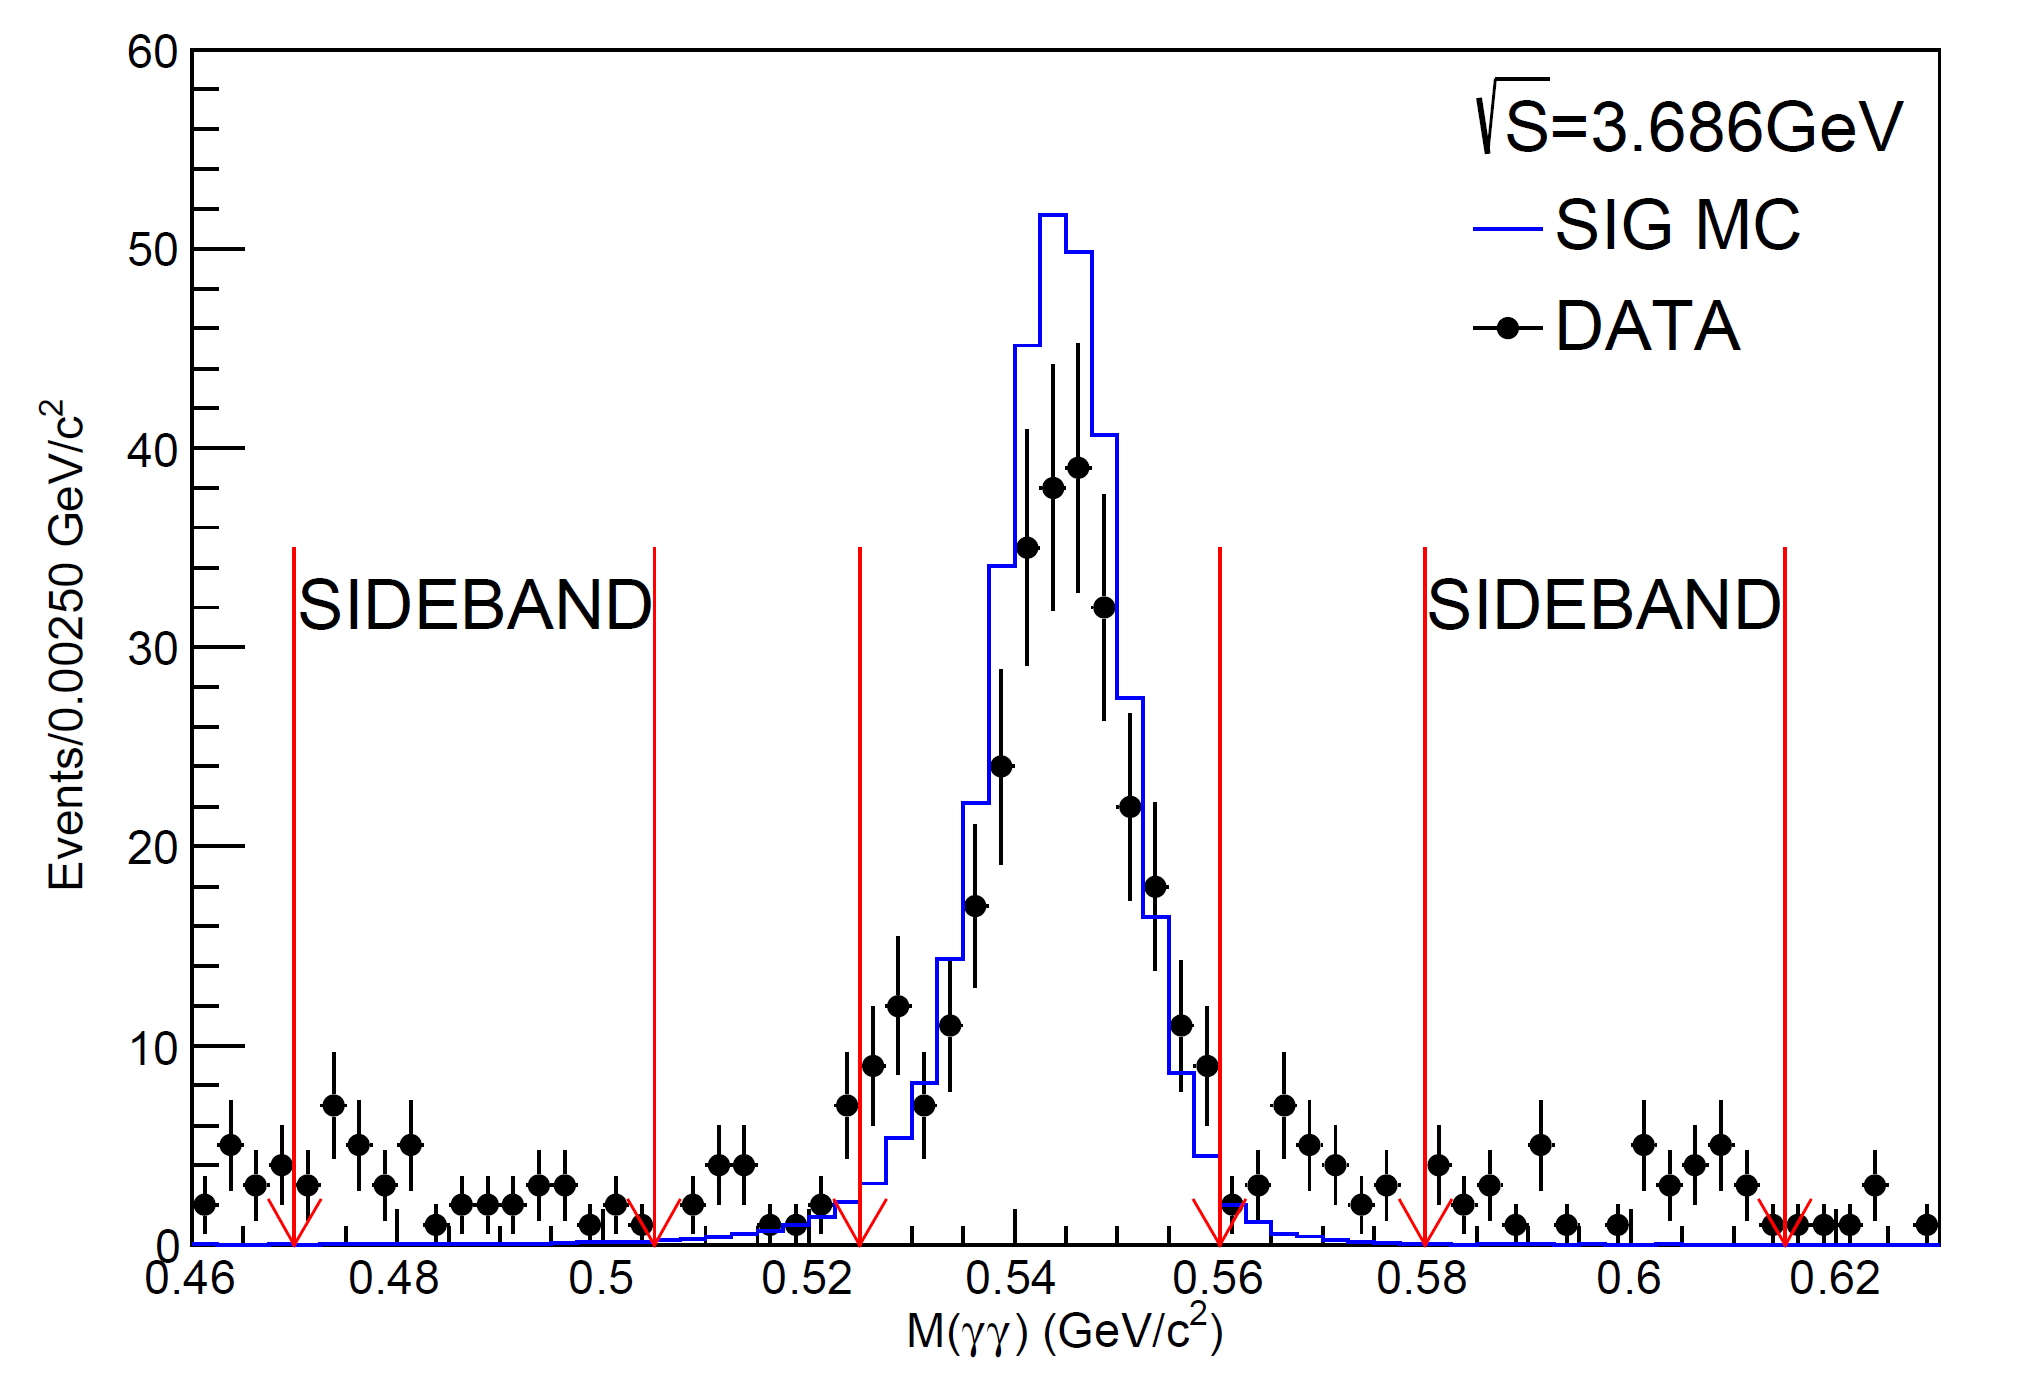 60
50
40
30
20
10
0
Events/0.00250 GeV/c²
√S=3.686GeV
SIG MC
DATA
SIDEBAND SIDEBAND
0.46 0.48 0.5 0.52 0.54 0.56 0.58 0.6 0.62
M(γγ) (GeV/c²)